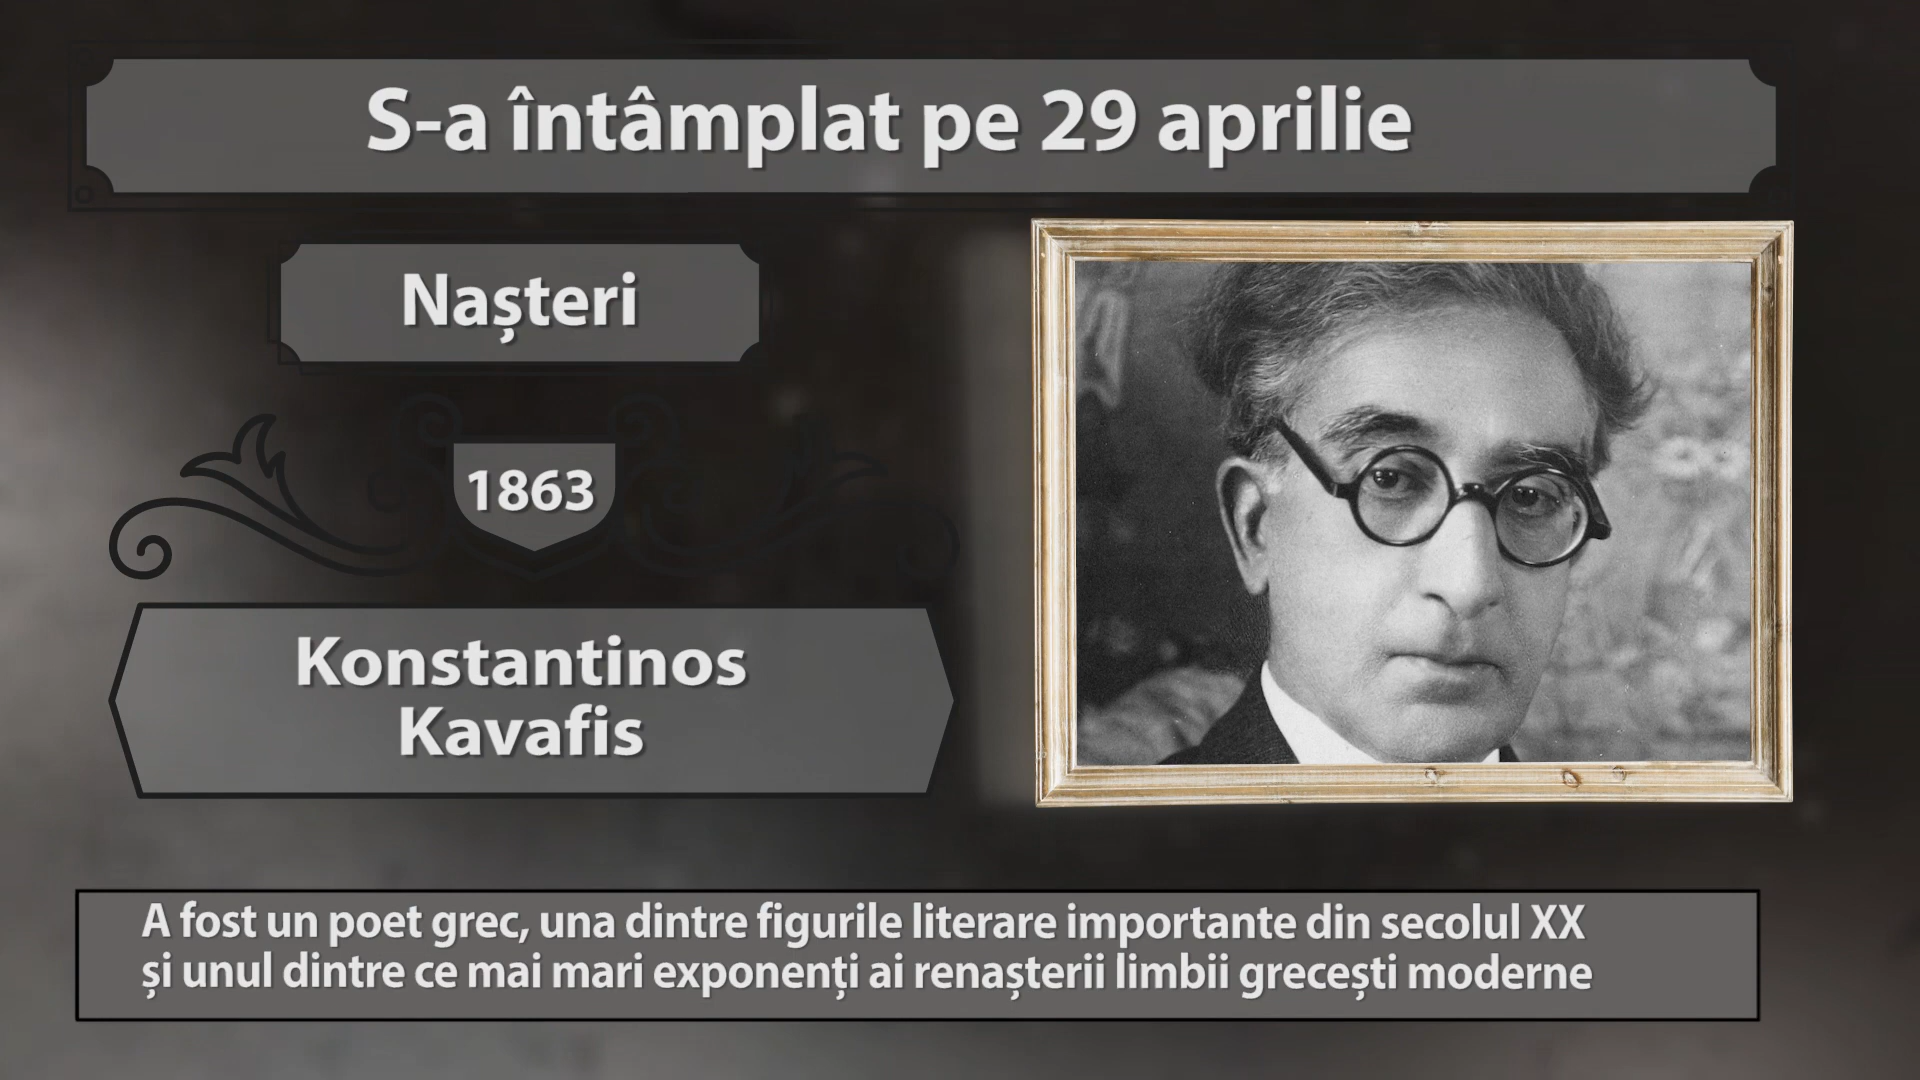 S-a întâmplat pe 29 aprilie
Nașteri
1863
Konstantinos
Kavafis
A fost un poet grec, una dintre figurile literare importante din secolul XX
și unul dintre ce mai mari exponenți ai renașterii limbii grecești moderne